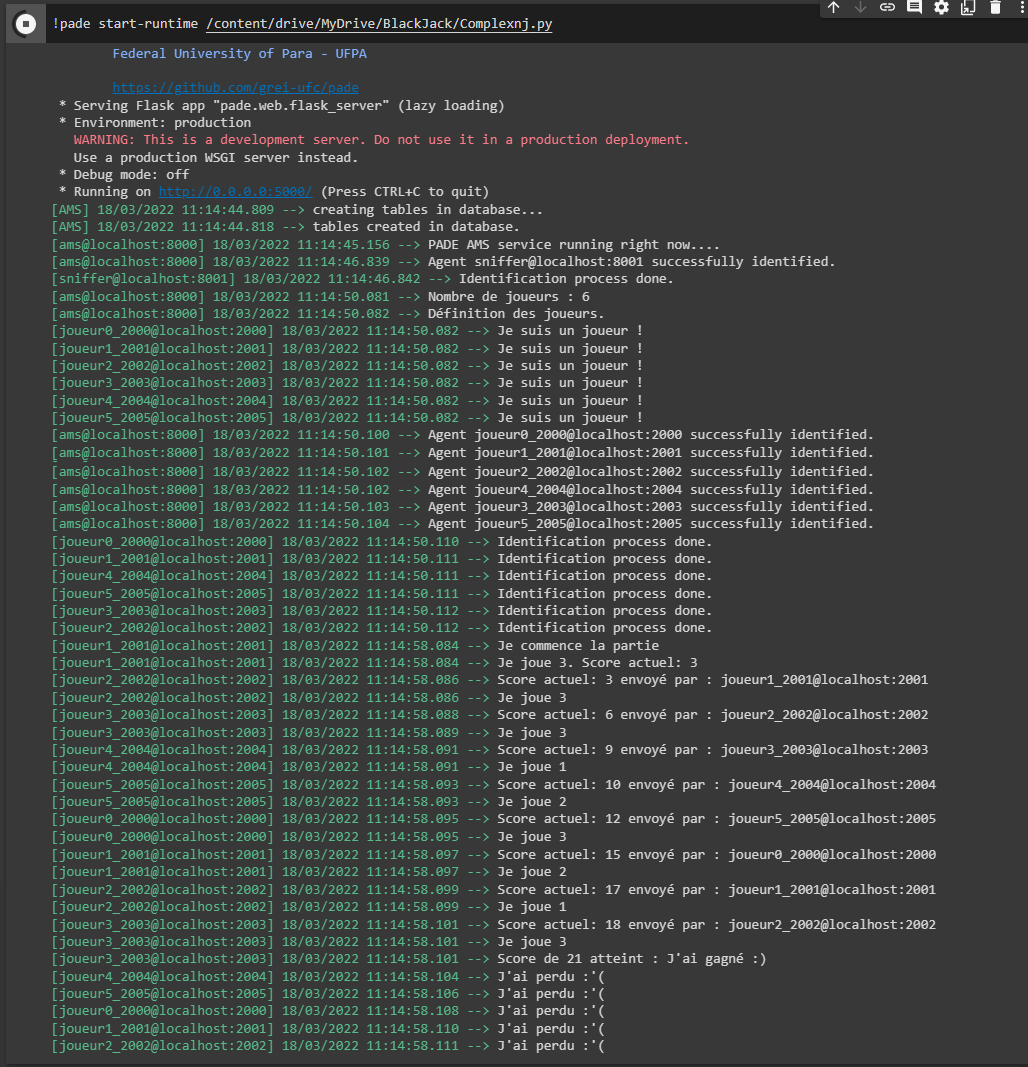 !pade start-runtime /content/drive/MyDrive/BlackJack/Complexnj.py
Federal University of Para - UFPA
https://github.com/grei-ufc/pade
* Serving Flask app "pade.web.flask_server" (lazy loading)
* Environment: production
WARNING: This is a development server. Do not use it in a production deployment.
Use a production WSGI server instead.
* Debug mode: off
* Running on http://0.0.0.0:5000/ (Press CTRL+C to quit)
[AMS] 18/03/2022 11:14:44.809 --> creating tables in database...
[AMS] 18/03/2022 11:14:44.818 --> tables created in database.
[ams@localhost:8000] 18/03/2022 11:14:45.156 --> PADE AMS service running right now....
[ams@localhost:8000] 18/03/2022 11:14:46.839 --> Agent sniffer@localhost:8001 successfully identified.
[sniffer@localhost:8001] 18/03/2022 11:14:46.842 --> Identification process done.
[ams@localhost:8000] 18/03/2022 11:14:50.081 --> Nombre de joueurs : 6
[ams@localhost:8000] 18/03/2022 11:14:50.082 --> Définition des joueurs.
[joueur0_2000@localhost:2000] 18/03/2022 11:14:50.082 --> Je suis un joueur !
[joueur1_2001@localhost:2001] 18/03/2022 11:14:50.082 --> Je suis un joueur !
[joueur2_2002@localhost:2002] 18/03/2022 11:14:50.082 --> Je suis un joueur !
[joueur3_2003@localhost:2003] 18/03/2022 11:14:50.082 --> Je suis un joueur !
[joueur4_2004@localhost:2004] 18/03/2022 11:14:50.082 --> Je suis un joueur !
[joueur5_2005@localhost:2005] 18/03/2022 11:14:50.082 --> Je suis un joueur !
[ams@localhost:8000] 18/03/2022 11:14:50.100 --> Agent joueur0_2000@localhost:2000 successfully identified.
[ams@localhost:8000] 18/03/2022 11:14:50.101 --> Agent joueur1_2001@localhost:2001 successfully identified.
[ams@localhost:8000] 18/03/2022 11:14:50.102 --> Agent joueur2_2002@localhost:2002 successfully identified.
[ams@localhost:8000] 18/03/2022 11:14:50.102 --> Agent joueur4_2004@localhost:2004 successfully identified.
[ams@localhost:8000] 18/03/2022 11:14:50.103 --> Agent joueur3_2003@localhost:2003 successfully identified.
[ams@localhost:8000] 18/03/2022 11:14:50.104 --> Agent joueur5_2005@localhost:2005 successfully identified.
[joueur0_2000@localhost:2000] 18/03/2022 11:14:50.110 --> Identification process done.
[joueur1_2001@localhost:2001] 18/03/2022 11:14:50.111 --> Identification process done.
[joueur4_2004@localhost:2004] 18/03/2022 11:14:50.111 --> Identification process done.
[joueur5_2005@localhost:2005] 18/03/2022 11:14:50.111 --> Identification process done.
[joueur3_2003@localhost:2003] 18/03/2022 11:14:50.112 --> Identification process done.
[joueur2_2002@localhost:2002] 18/03/2022 11:14:50.112 --> Identification process done.
[joueur1_2001@localhost:2001] 18/03/2022 11:14:58.084 --> Je commence la partie
[joueur1_2001@localhost:2001] 18/03/2022 11:14:58.084 --> Je joue 3. Score actuel: 3
[joueur2_2002@localhost:2002] 18/03/2022 11:14:58.086 --> Score actuel: 3 envoyé par : joueur1_2001@localhost:2001
[joueur2_2002@localhost:2002] 18/03/2022 11:14:58.086 --> Je joue 3
[joueur3_2003@localhost:2003] 18/03/2022 11:14:58.088 --> Score actuel: 6 envoyé par : joueur2_2002@localhost:2002
[joueur3_2003@localhost:2003] 18/03/2022 11:14:58.089 --> Je joue 3
[joueur4_2004@localhost:2004] 18/03/2022 11:14:58.091 --> Score actuel: 9 envoyé par : joueur3_2003@localhost:2003
[joueur4_2004@localhost:2004] 18/03/2022 11:14:58.091 --> Je joue 1
[joueur5_2005@localhost:2005] 18/03/2022 11:14:58.093 --> Score actuel: 10 envoyé par : joueur4_2004@localhost:2004
[joueur5_2005@localhost:2005] 18/03/2022 11:14:58.093 --> Je joue 2
[joueur0_2000@localhost:2000] 18/03/2022 11:14:58.095 --> Score actuel: 12 envoyé par : joueur5_2005@localhost:2005
[joueur0_2000@localhost:2000] 18/03/2022 11:14:58.095 --> Je joue 3
[joueur1_2001@localhost:2001] 18/03/2022 11:14:58.097 --> Score actuel: 15 envoyé par : joueur0_2000@localhost:2000
[joueur1_2001@localhost:2001] 18/03/2022 11:14:58.097 --> Je joue 2
[joueur2_2002@localhost:2002] 18/03/2022 11:14:58.099 --> Score actuel: 17 envoyé par : joueur1_2001@localhost:2001
[joueur2_2002@localhost:2002] 18/03/2022 11:14:58.099 --> Je joue 1
[joueur3_2003@localhost:2003] 18/03/2022 11:14:58.101 --> Score actuel: 18 envoyé par : joueur2_2002@localhost:2002
[joueur3_2003@localhost:2003] 18/03/2022 11:14:58.101 --> Je joue 3
[joueur3_2003@localhost:2003] 18/03/2022 11:14:58.101 --> Score de 21 atteint : J'ai gagné :)
[joueur4_2004@localhost:2004] 18/03/2022 11:14:58.104 --> J'ai perdu :'(
[joueur5_2005@localhost:2005] 18/03/2022 11:14:58.106 --> J'ai perdu :'(
[joueur0_2000@localhost:2000] 18/03/2022 11:14:58.108 --> J'ai perdu :'(
[joueur1_2001@localhost:2001] 18/03/2022 11:14:58.110 --> J'ai perdu :'(
[joueur2_2002@localhost:2002] 18/03/2022 11:14:58.111 --> J'ai perdu :'(